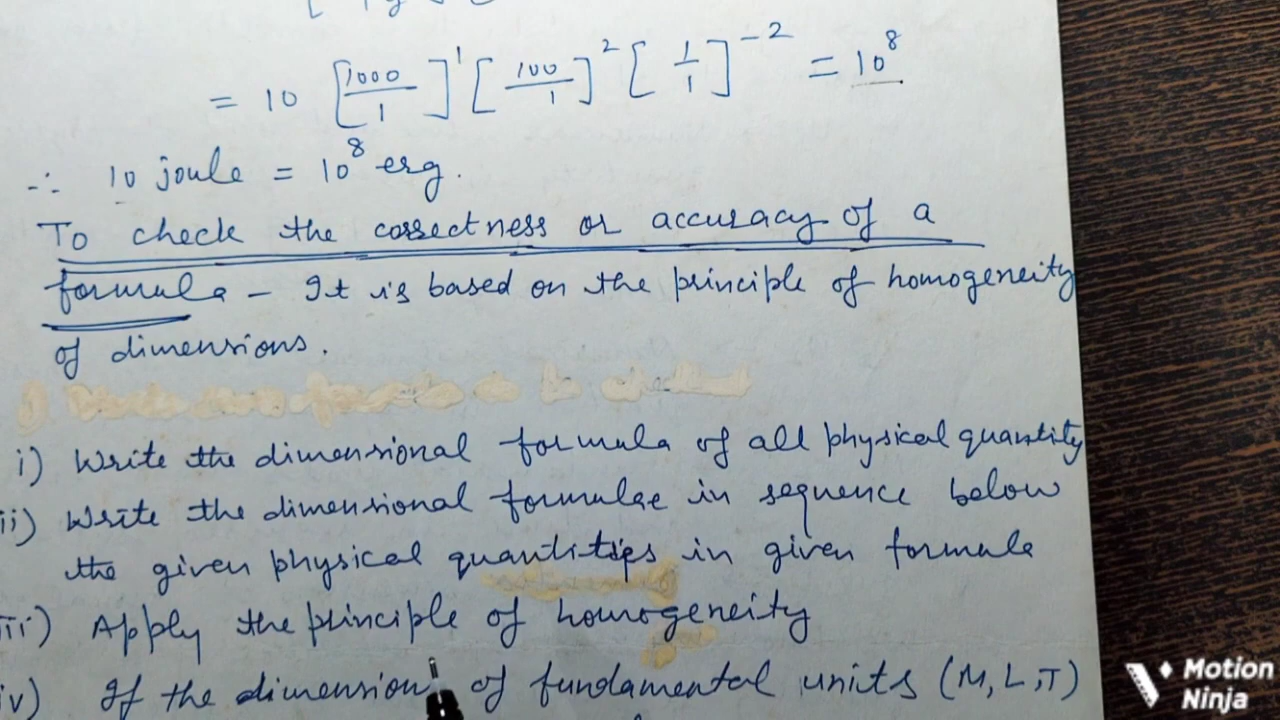 = 10 [1000/1]^1 [100/1]^2 [1/1]^-2 = 10^8
∴ 10 joule = 10^8 erg.
To check the correctness or accuracy of a
formula - It is based on the principle of homogeneity
of dimensions.
i) Write the dimensional formula of all physical quantity
ii) Write the dimensional formulae in sequence below
the given physical quantities in given formula
iii) Apply the principle of homogeneity
iv) If the dimension of fundamental units (M, L, T)
Motion
Ninja